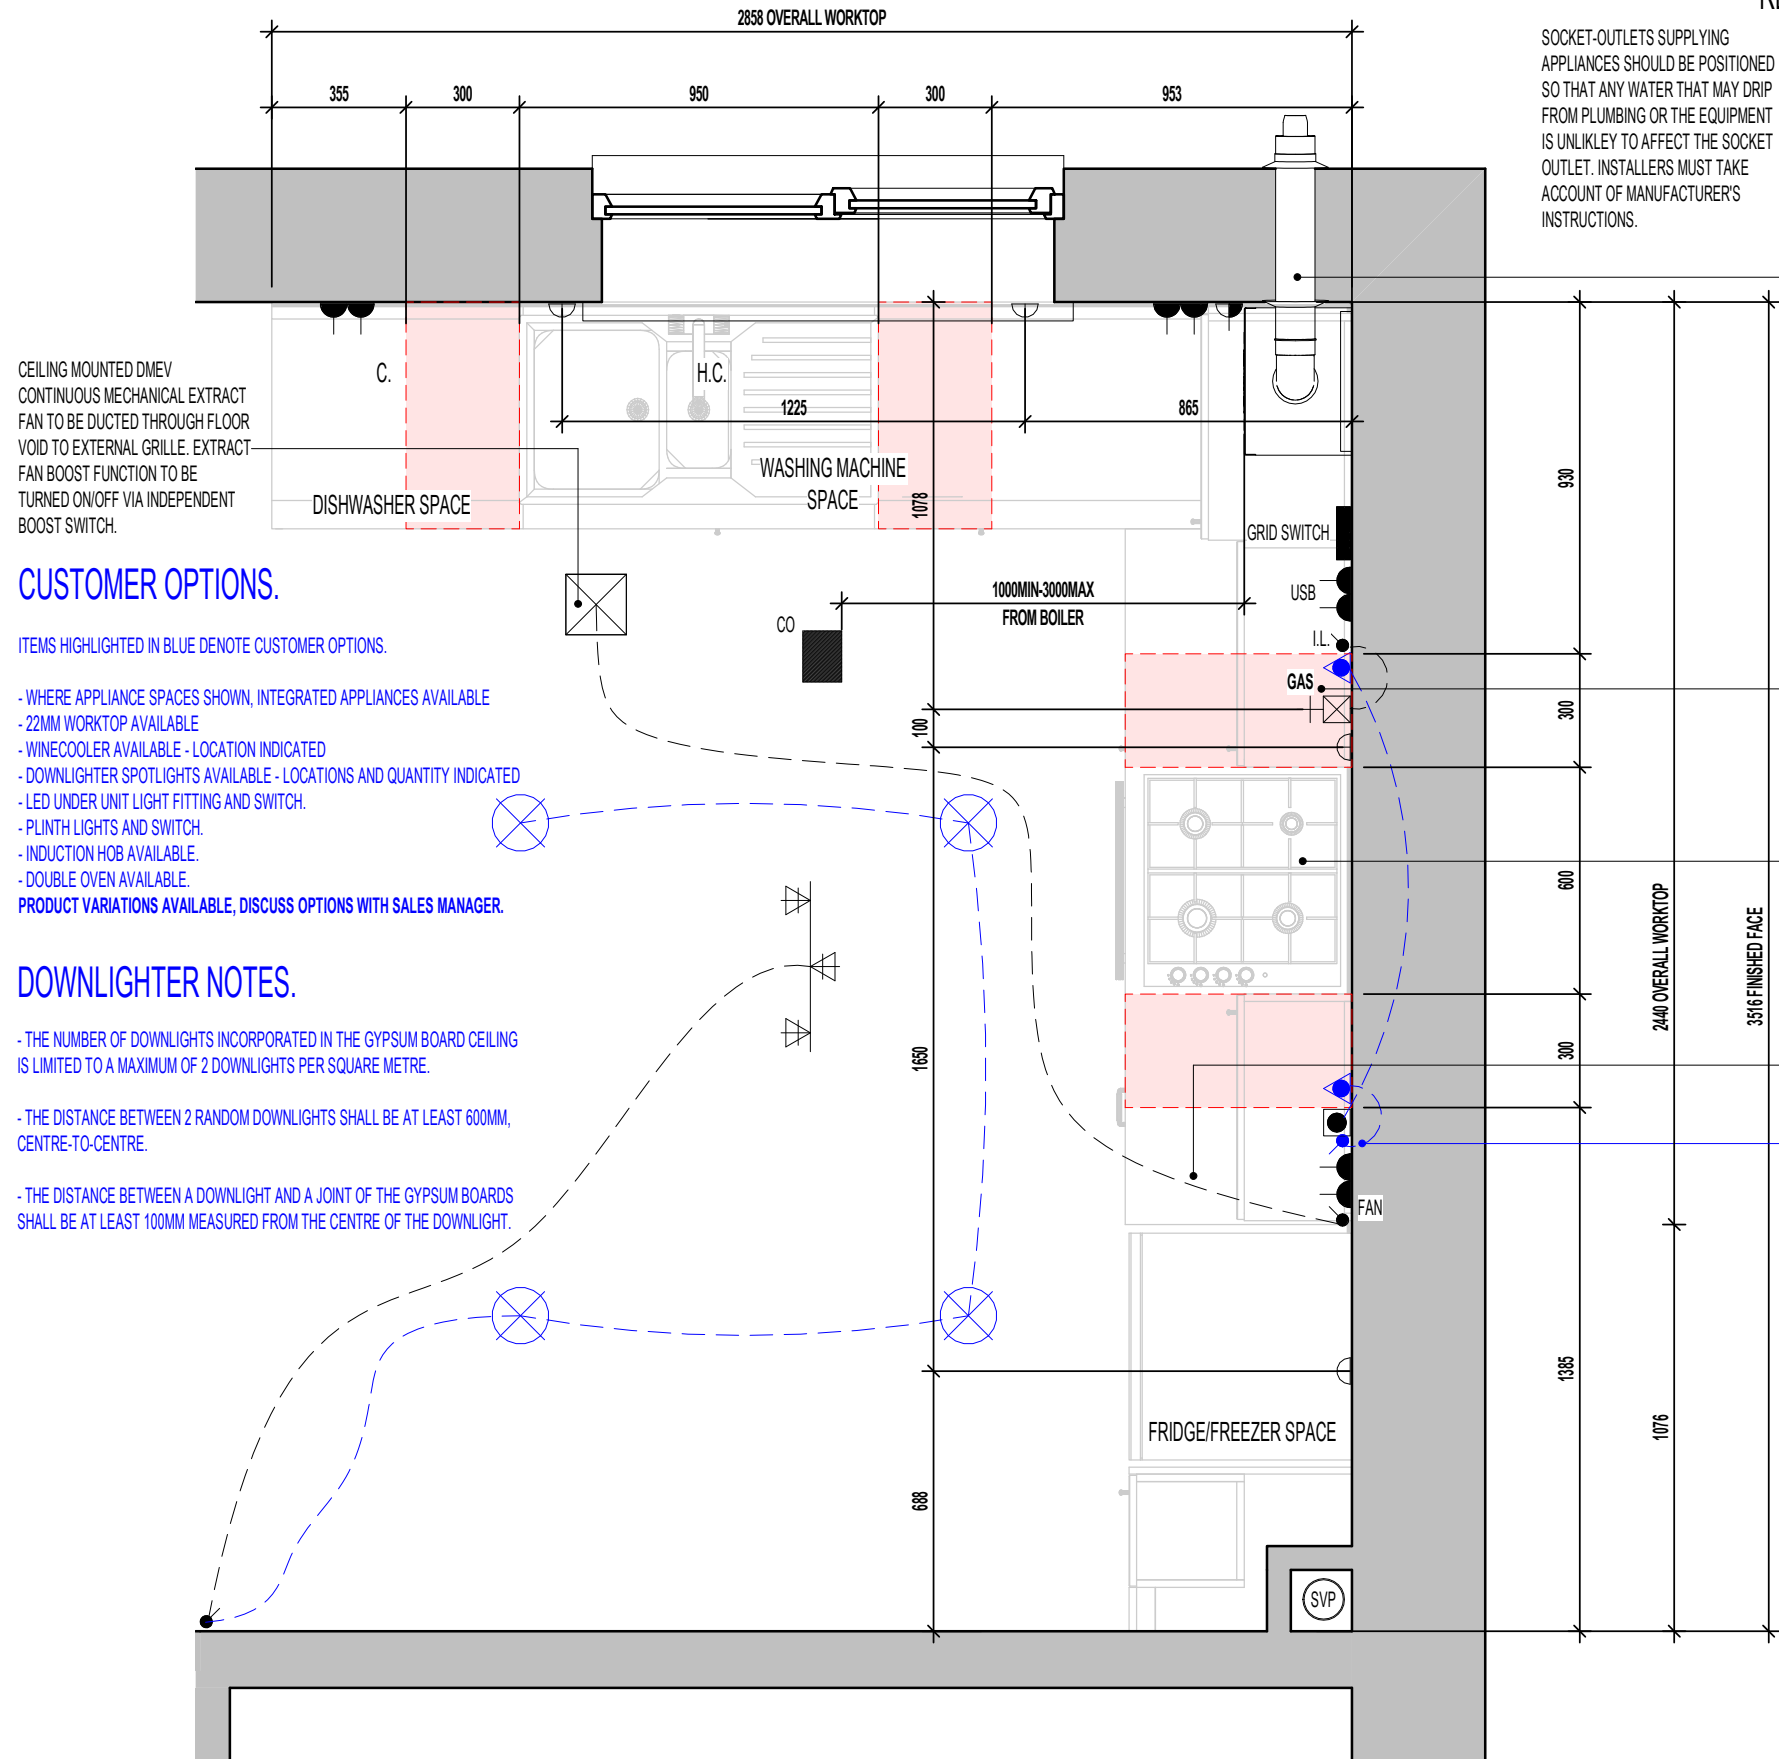 2858 OVERALL WORKTOP
355
300
950
300
953
SOCKET-OUTLETS SUPPLYING
APPLIANCES SHOULD BE POSITIONED
SO THAT ANY WATER THAT MAY DRIP
FROM PLUMBING OR THE EQUIPMENT
IS UNLIKLEY TO AFFECT THE SOCKET
OUTLET. INSTALLERS MUST TAKE
ACCOUNT OF MANUFACTURER'S
INSTRUCTIONS.
CEILING MOUNTED DMEV
CONTINUOUS MECHANICAL EXTRACT
FAN TO BE DUCTED THROUGH FLOOR
VOID TO EXTERNAL GRILLE. EXTRACT
FAN BOOST FUNCTION TO BE
TURNED ON/OFF VIA INDEPENDENT
BOOST SWITCH.
C.
H.C.
1225
865
DISHWASHER SPACE
WASHING MACHINE
SPACE
1078
930
GRID SWITCH
USB
I.L.
1000MIN-3000MAX
FROM BOILER
CO
GAS
100
300
CUSTOMER OPTIONS.
ITEMS HIGHLIGHTED IN BLUE DENOTE CUSTOMER OPTIONS.
- WHERE APPLIANCE SPACES SHOWN, INTEGRATED APPLIANCES AVAILABLE
- 22MM WORKTOP AVAILABLE
- WINECOOLER AVAILABLE - LOCATION INDICATED
- DOWNLIGHTER SPOTLIGHTS AVAILABLE - LOCATIONS AND QUANTITY INDICATED
- LED UNDER UNIT LIGHT FITTING AND SWITCH.
- PLINTH LIGHTS AND SWITCH.
- INDUCTION HOB AVAILABLE.
- DOUBLE OVEN AVAILABLE.
PRODUCT VARIATIONS AVAILABLE, DISCUSS OPTIONS WITH SALES MANAGER.
600
2440 OVERALL WORKTOP
3516 FINISHED FACE
DOWNLIGHTER NOTES.
- THE NUMBER OF DOWNLIGHTS INCORPORATED IN THE GYPSUM BOARD CEILING
IS LIMITED TO A MAXIMUM OF 2 DOWNLIGHTS PER SQUARE METRE.
- THE DISTANCE BETWEEN 2 RANDOM DOWNLIGHTS SHALL BE AT LEAST 600MM,
CENTRE-TO-CENTRE.
- THE DISTANCE BETWEEN A DOWNLIGHT AND A JOINT OF THE GYPSUM BOARDS
SHALL BE AT LEAST 100MM MEASURED FROM THE CENTRE OF THE DOWNLIGHT.
1650
300
FAN
1385
1076
FRIDGE/FREEZER SPACE
688
SVP